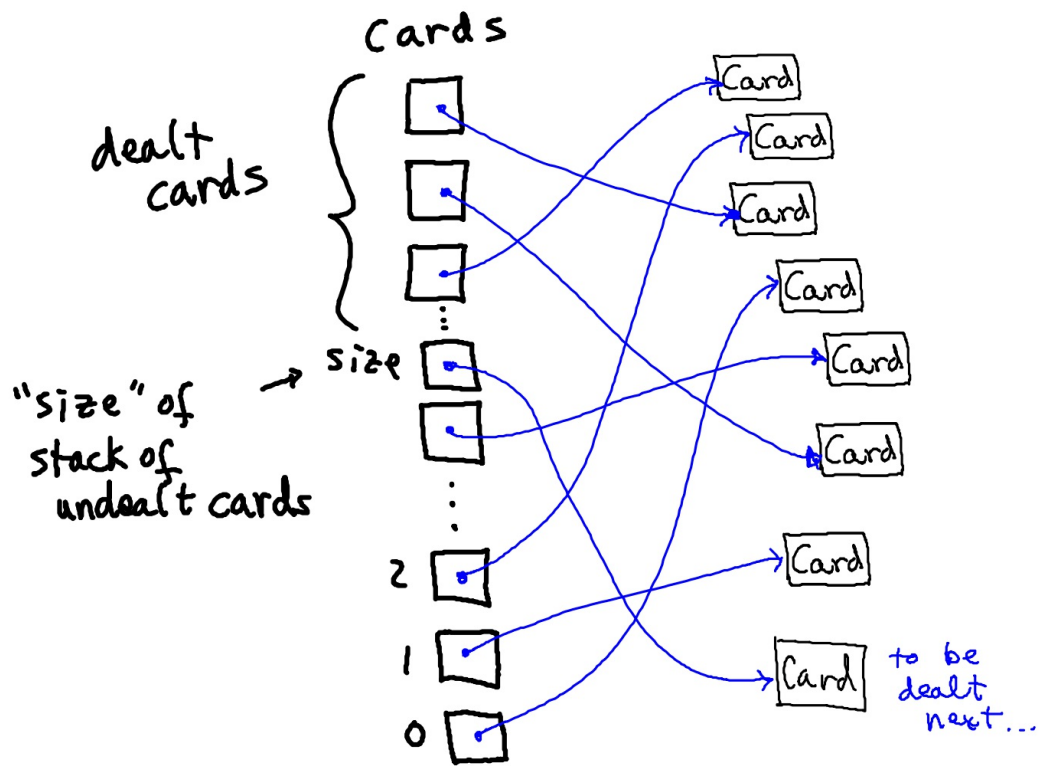 Cards
dealt
cards
Card
Card
Card
Card
size
Card
"size" of
stack of
undealt cards
Card
2
Card
1
Card
to be
dealt
next...
0